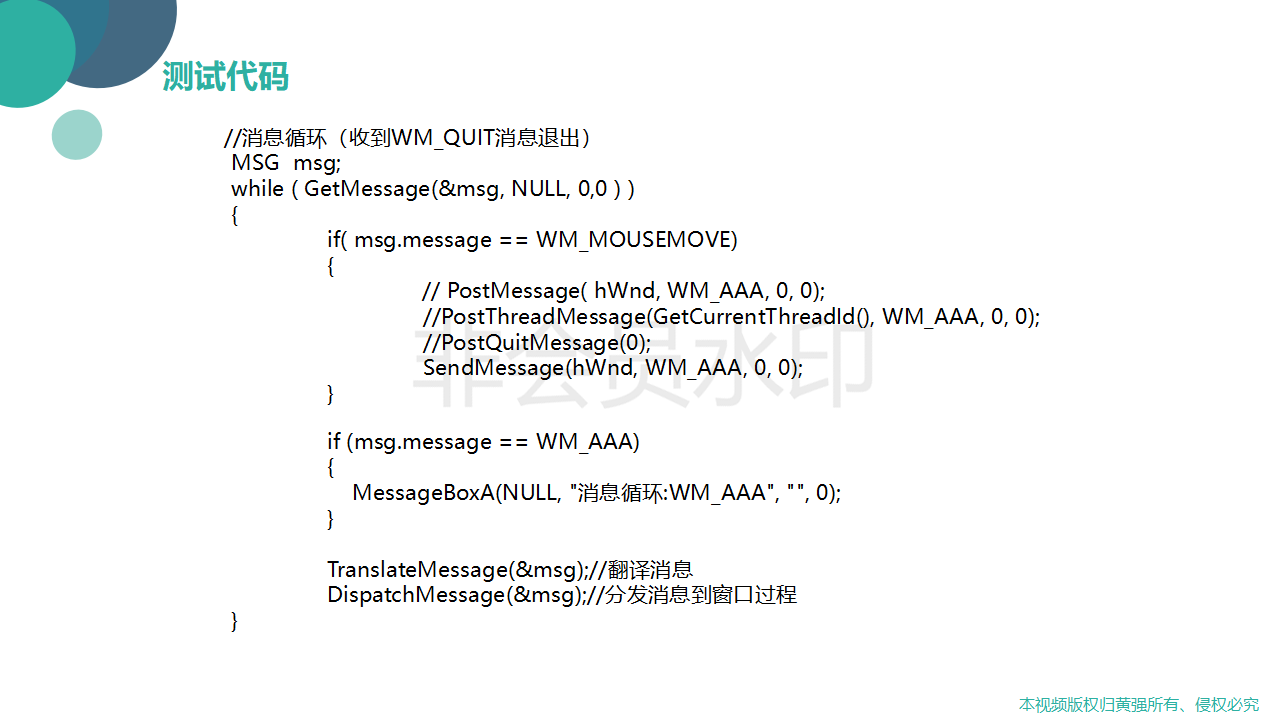 测试代码
//消息循环（收到WM_QUIT消息退出）
MSG  msg;
while ( GetMessage(&msg, NULL, 0,0 ) )
{
if( msg.message == WM_MOUSEMOVE)
{
// PostMessage( hWnd, WM_AAA, 0, 0);
//PostThreadMessage(GetCurrentThreadId(), WM_AAA, 0, 0);
//PostQuitMessage(0);
SendMessage(hWnd, WM_AAA, 0, 0);
}
if (msg.message == WM_AAA)
{
MessageBoxA(NULL, "消息循环:WM_AAA", "", 0);
}
TranslateMessage(&msg);//翻译消息
DispatchMessage(&msg);//分发消息到窗口过程
}
非会员水印
本视频版权归黄强所有、侵权必究